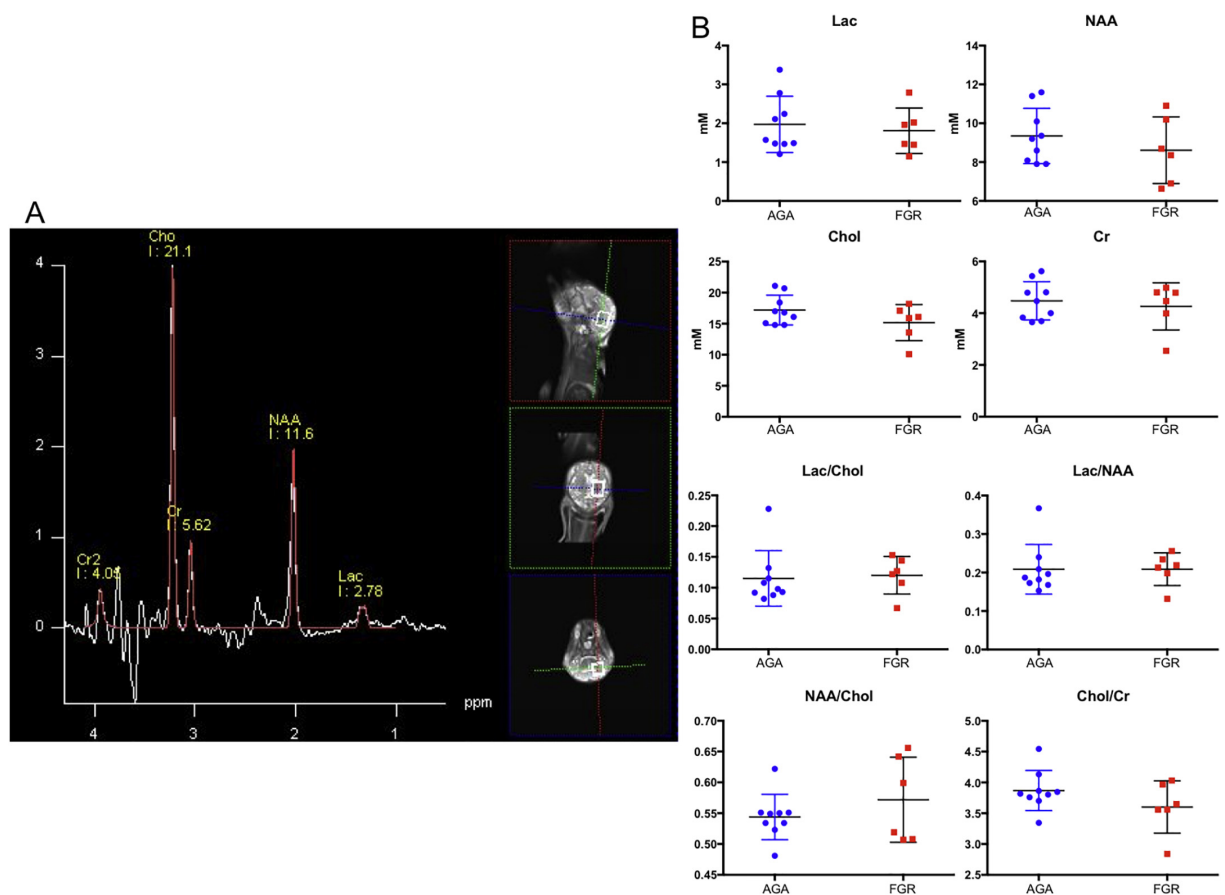 A
Cho
I : 21.1
NAA
I : 11.6
Cr
I : 5.62
Cr2
I : 4.05
Lac
I : 2.78
4
3
2
1
0
ppm
4 3 2 1
B
Lac
mM
4
3
2
1
0
AGA FGR
NAA
mM
12
10
8
6
AGA FGR
Chol
mM
25
20
15
10
5
0
AGA FGR
Cr
mM
6
4
2
0
AGA FGR
Lac/Chol
0.25
0.20
0.15
0.10
0.05
0.00
AGA FGR
Lac/NAA
0.4
0.3
0.2
0.1
0.0
AGA FGR
NAA/Chol
0.70
0.65
0.60
0.55
0.50
0.45
AGA FGR
Chol/Cr
5.0
4.5
4.0
3.5
3.0
2.5
AGA FGR